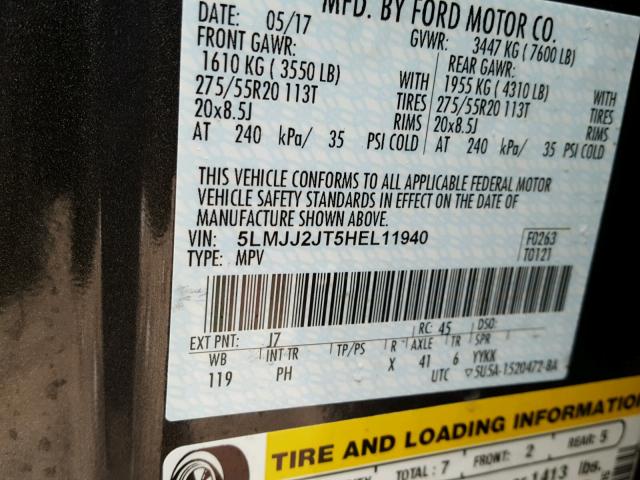 MFD. BY FORD MOTOR CO.
DATE: 05/17 GVWR: 3447 KG (7600 LB)
FRONT GAWR: REAR GAWR:
1610 KG (3550 LB) WITH 1955 KG (4310 LB) WITH
275/55R20 113T TIRES 275/55R20 113T TIRES
20x8.5J RIMS 20x8.5J RIMS
AT 240 kPa/ 35 PSI COLD AT 240 kPa/ 35 PSI COLD
THIS VEHICLE CONFORMS TO ALL APPLICABLE FEDERAL MOTOR
VEHICLE SAFETY STANDARDS IN EFFECT ON THE DATE OF
MANUFACTURE SHOWN ABOVE.
VIN: 5LMJJ2JT5HEL11940 F0263
TYPE: MPV T0121
EXT PNT: J7 RC: 45 DSO:
WB INT TR TP/PS R AXLE TR SPR
119 PH X 41 6 YYKK
UTC ▽5U5A-1520472-BA
TIRE AND LOADING INFORMATION
TOTAL: 7 FRONT: 2 REAR: 5
1413 lbs.